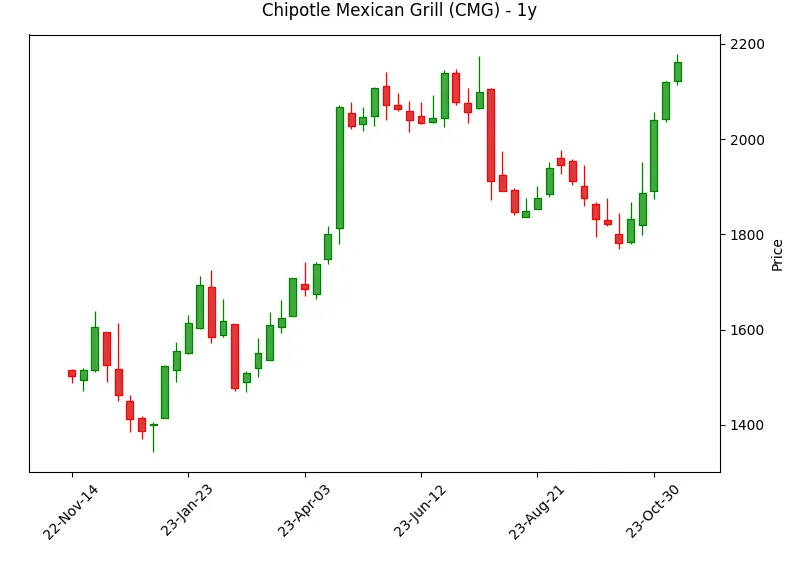 Chipotle Mexican Grill (CMG) - 1y
2200
2000
1800
1600
1400
Price
22-Nov-14
23-Jan-23
23-Apr-03
23-Jun-12
23-Aug-21
23-Oct-30